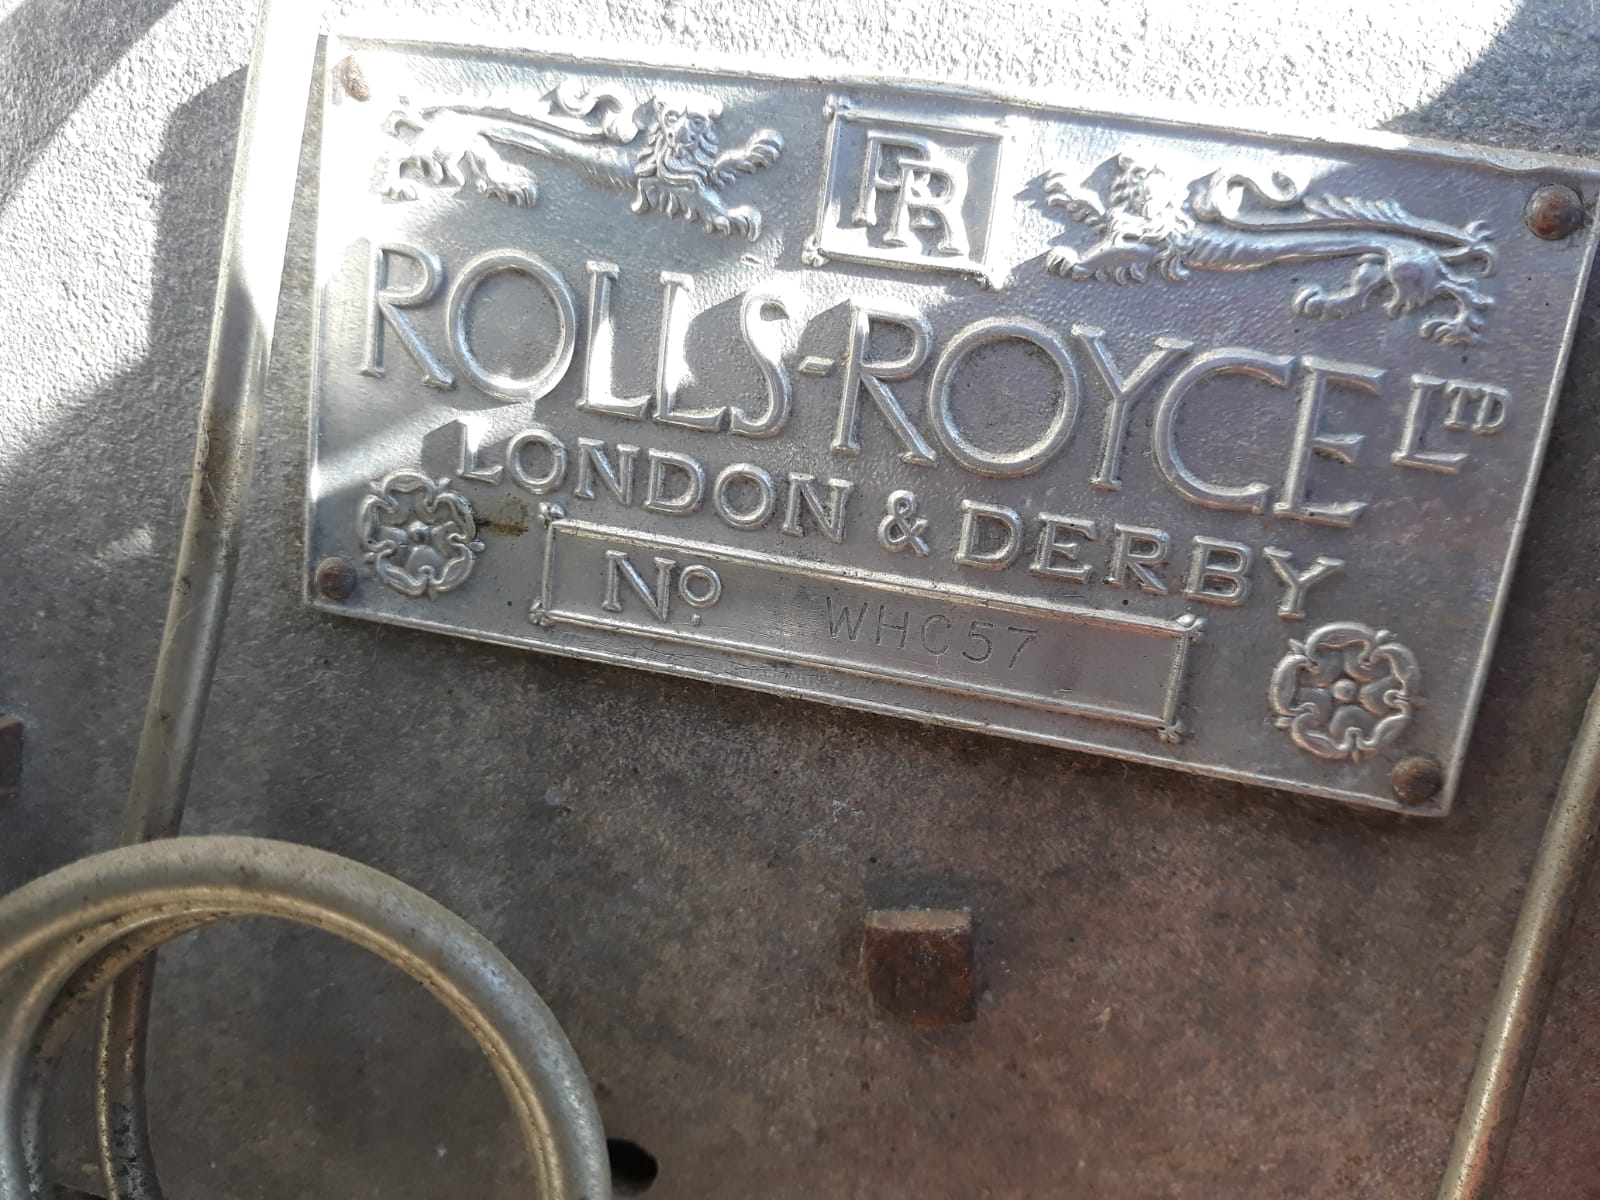 RR
ROLLS-ROYCE LTD
LONDON & DERBY
No. WHC57